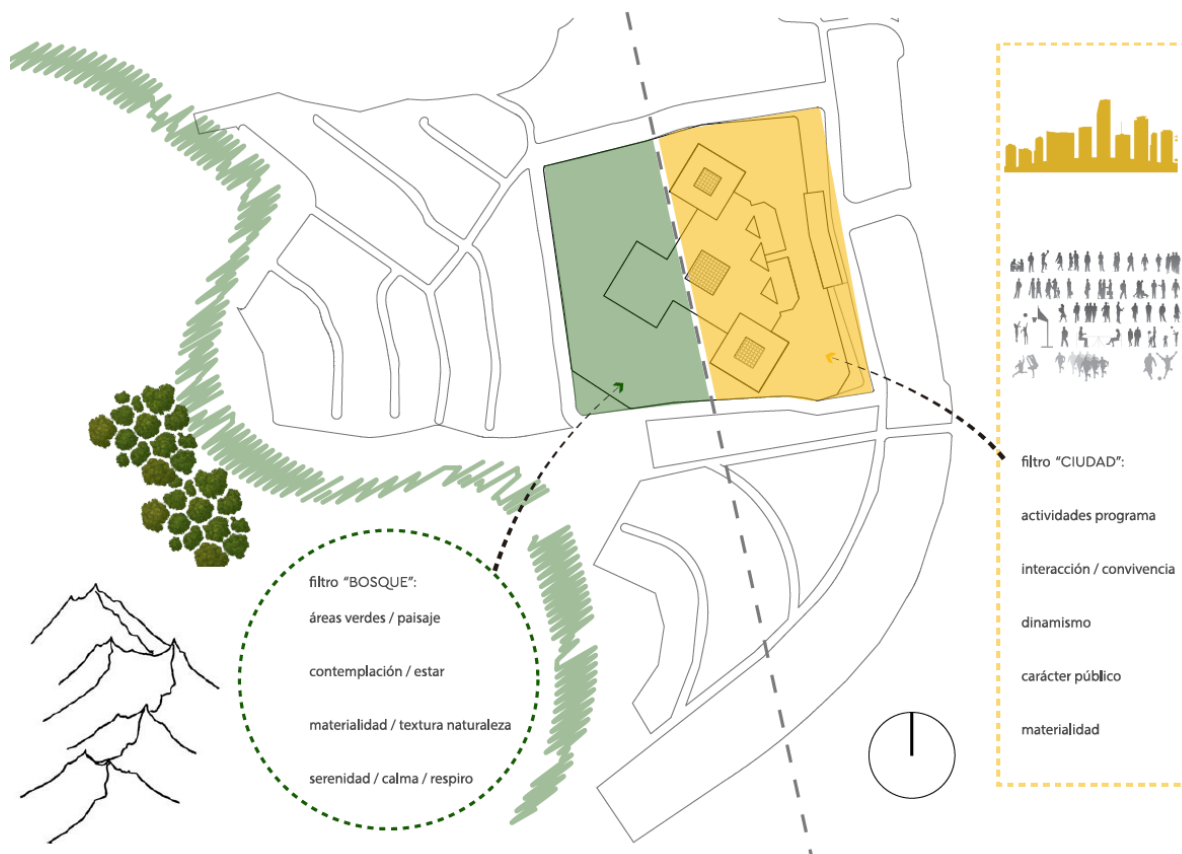 filtro "CIUDAD":
actividades programa
interacción / convivencia
dinamismo
carácter público
materialidad
filtro "BOSQUE":
áreas verdes / paisaje
contemplación / estar
materialidad / textura naturaleza
serenidad / calma / respiro